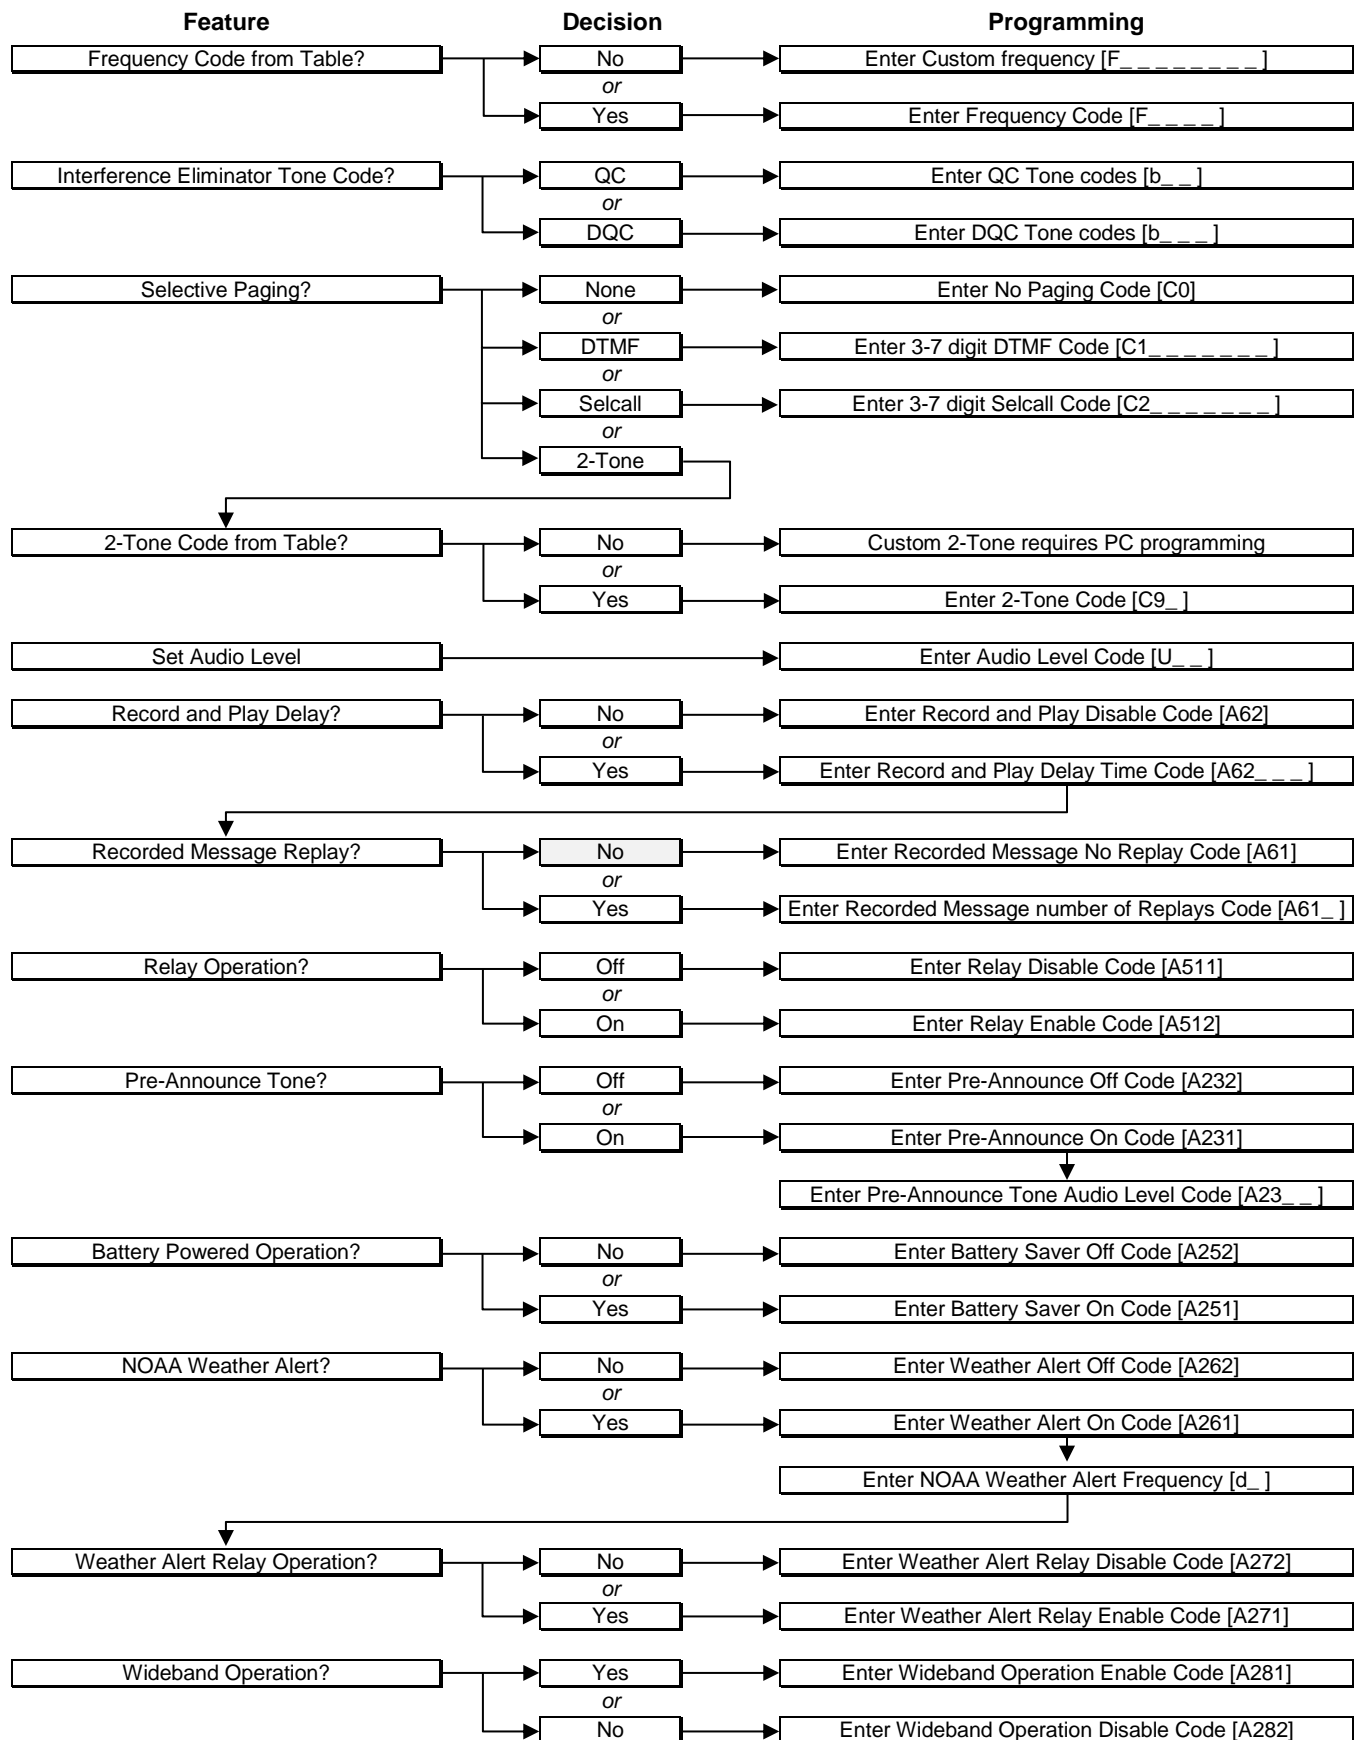 Feature Decision Programming
Frequency Code from Table? No Enter Custom frequency [F_ _ _ _ _ _ _ _ ]
or
Yes Enter Frequency Code [F_ _ _ _ ]
Interference Eliminator Tone Code? QC Enter QC Tone codes [b_ _ ]
or
DQC Enter DQC Tone codes [b_ _ _ ]
Selective Paging? None Enter No Paging Code [C0]
or
DTMF Enter 3-7 digit DTMF Code [C1_ _ _ _ _ _ _ ]
or
Selcall Enter 3-7 digit Selcall Code [C2_ _ _ _ _ _ _ ]
or
2-Tone
2-Tone Code from Table? No Custom 2-Tone requires PC programming
or
Yes Enter 2-Tone Code [C9_ ]
Set Audio Level Enter Audio Level Code [U_ _ ]
Record and Play Delay? No Enter Record and Play Disable Code [A62]
or
Yes Enter Record and Play Delay Time Code [A62_ _ _ ]
Recorded Message Replay? No Enter Recorded Message No Replay Code [A61]
or
Yes Enter Recorded Message number of Replays Code [A61_ ]
Relay Operation? Off Enter Relay Disable Code [A511]
or
On Enter Relay Enable Code [A512]
Pre-Announce Tone? Off Enter Pre-Announce Off Code [A232]
or
On Enter Pre-Announce On Code [A231]
Enter Pre-Announce Tone Audio Level Code [A23_ _ ]
Battery Powered Operation? No Enter Battery Saver Off Code [A252]
or
Yes Enter Battery Saver On Code [A251]
NOAA Weather Alert? No Enter Weather Alert Off Code [A262]
or
Yes Enter Weather Alert On Code [A261]
Enter NOAA Weather Alert Frequency [d_ ]
Weather Alert Relay Operation? No Enter Weather Alert Relay Disable Code [A272]
or
Yes Enter Weather Alert Relay Enable Code [A271]
Wideband Operation? Yes Enter Wideband Operation Enable Code [A281]
or
No Enter Wideband Operation Disable Code [A282]